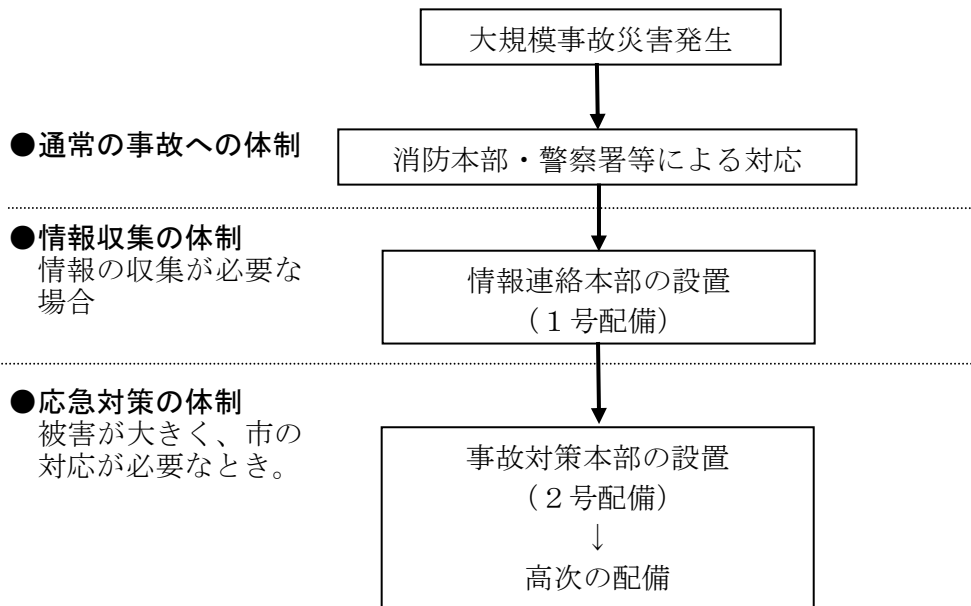 大規模事故災害発生
●通常の事故への体制
消防本部・警察署等による対応
●情報収集の体制
情報の収集が必要な
場合
情報連絡本部の設置
（１号配備）
●応急対策の体制
被害が大きく、市の
対応が必要なとき。
事故対策本部の設置
（２号配備）
↓
高次の配備